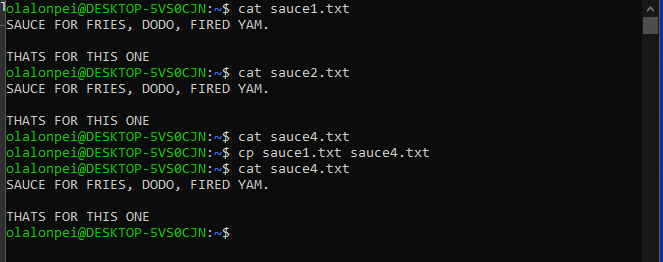 olalonpei@DESKTOP-5VS0CJN:~$ cat sauce1.txt
SAUCE FOR FRIES, DODO, FIRED YAM.
THATS FOR THIS ONE
olalonpei@DESKTOP-5VS0CJN:~$ cat sauce2.txt
SAUCE FOR FRIES, DODO, FIRED YAM.
THATS FOR THIS ONE
olalonpei@DESKTOP-5VS0CJN:~$ cat sauce4.txt
olalonpei@DESKTOP-5VS0CJN:~$ cp sauce1.txt sauce4.txt
olalonpei@DESKTOP-5VS0CJN:~$ cat sauce4.txt
SAUCE FOR FRIES, DODO, FIRED YAM.
THATS FOR THIS ONE
olalonpei@DESKTOP-5VS0CJN:~$